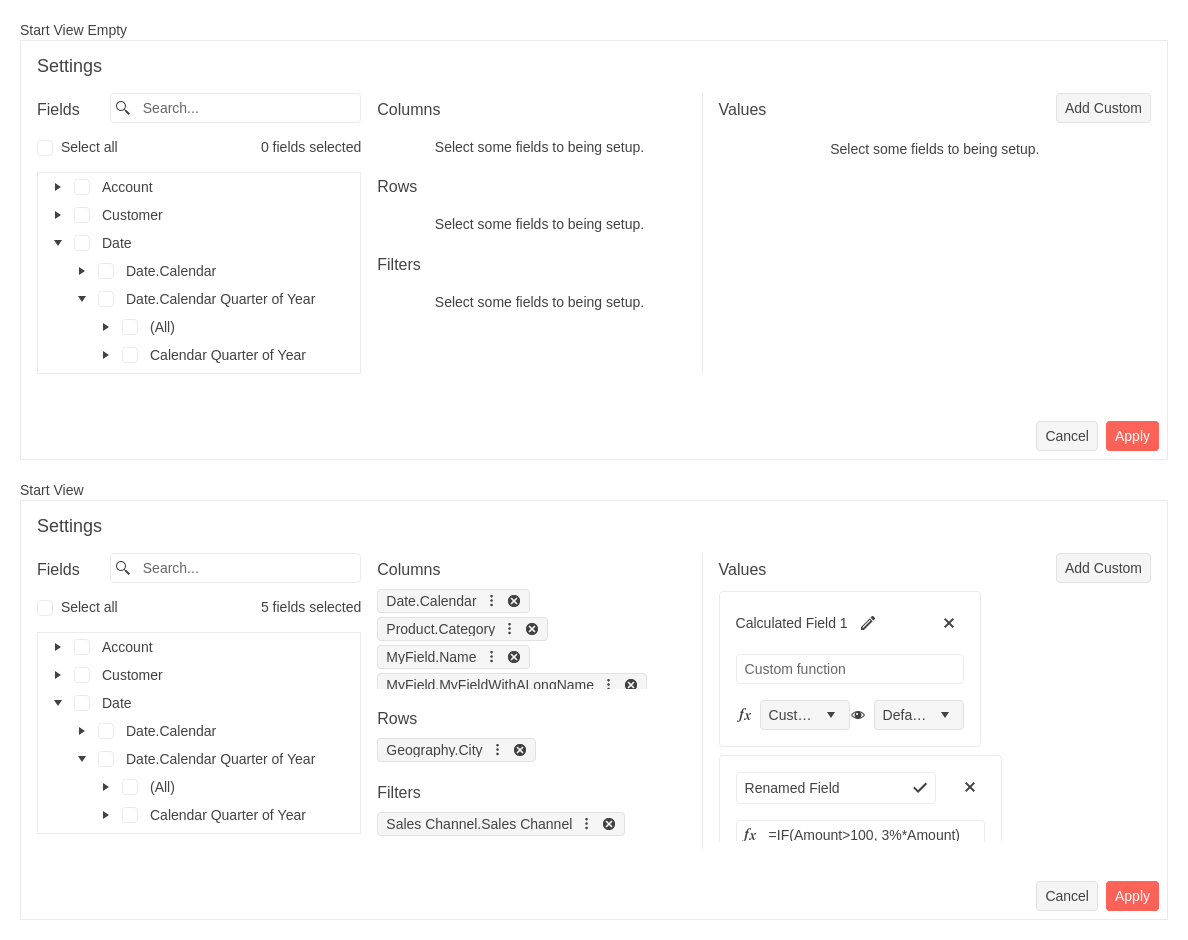 Start View Empty
Settings
Fields
Search...
Select all
0 fields selected
Account
Customer
Date
Date.Calendar
Date.Calendar Quarter of Year
(All)
Calendar Quarter of Year
Columns
Select some fields to being setup.
Rows
Select some fields to being setup.
Filters
Select some fields to being setup.
Values
Add Custom
Select some fields to being setup.
Cancel
Apply
Start View
Settings
Fields
Search...
Select all
5 fields selected
Account
Customer
Date
Date.Calendar
Date.Calendar Quarter of Year
(All)
Calendar Quarter of Year
Columns
Date.Calendar
Product.Category
MyField.Name
MyField.MyFieldWithALongName
Rows
Geography.City
Filters
Sales Channel.Sales Channel
Values
Add Custom
Calculated Field 1
Custom function
fx Cust…
Defa…
Renamed Field
fx =IF(Amount>100, 3%*Amount)
Cancel
Apply